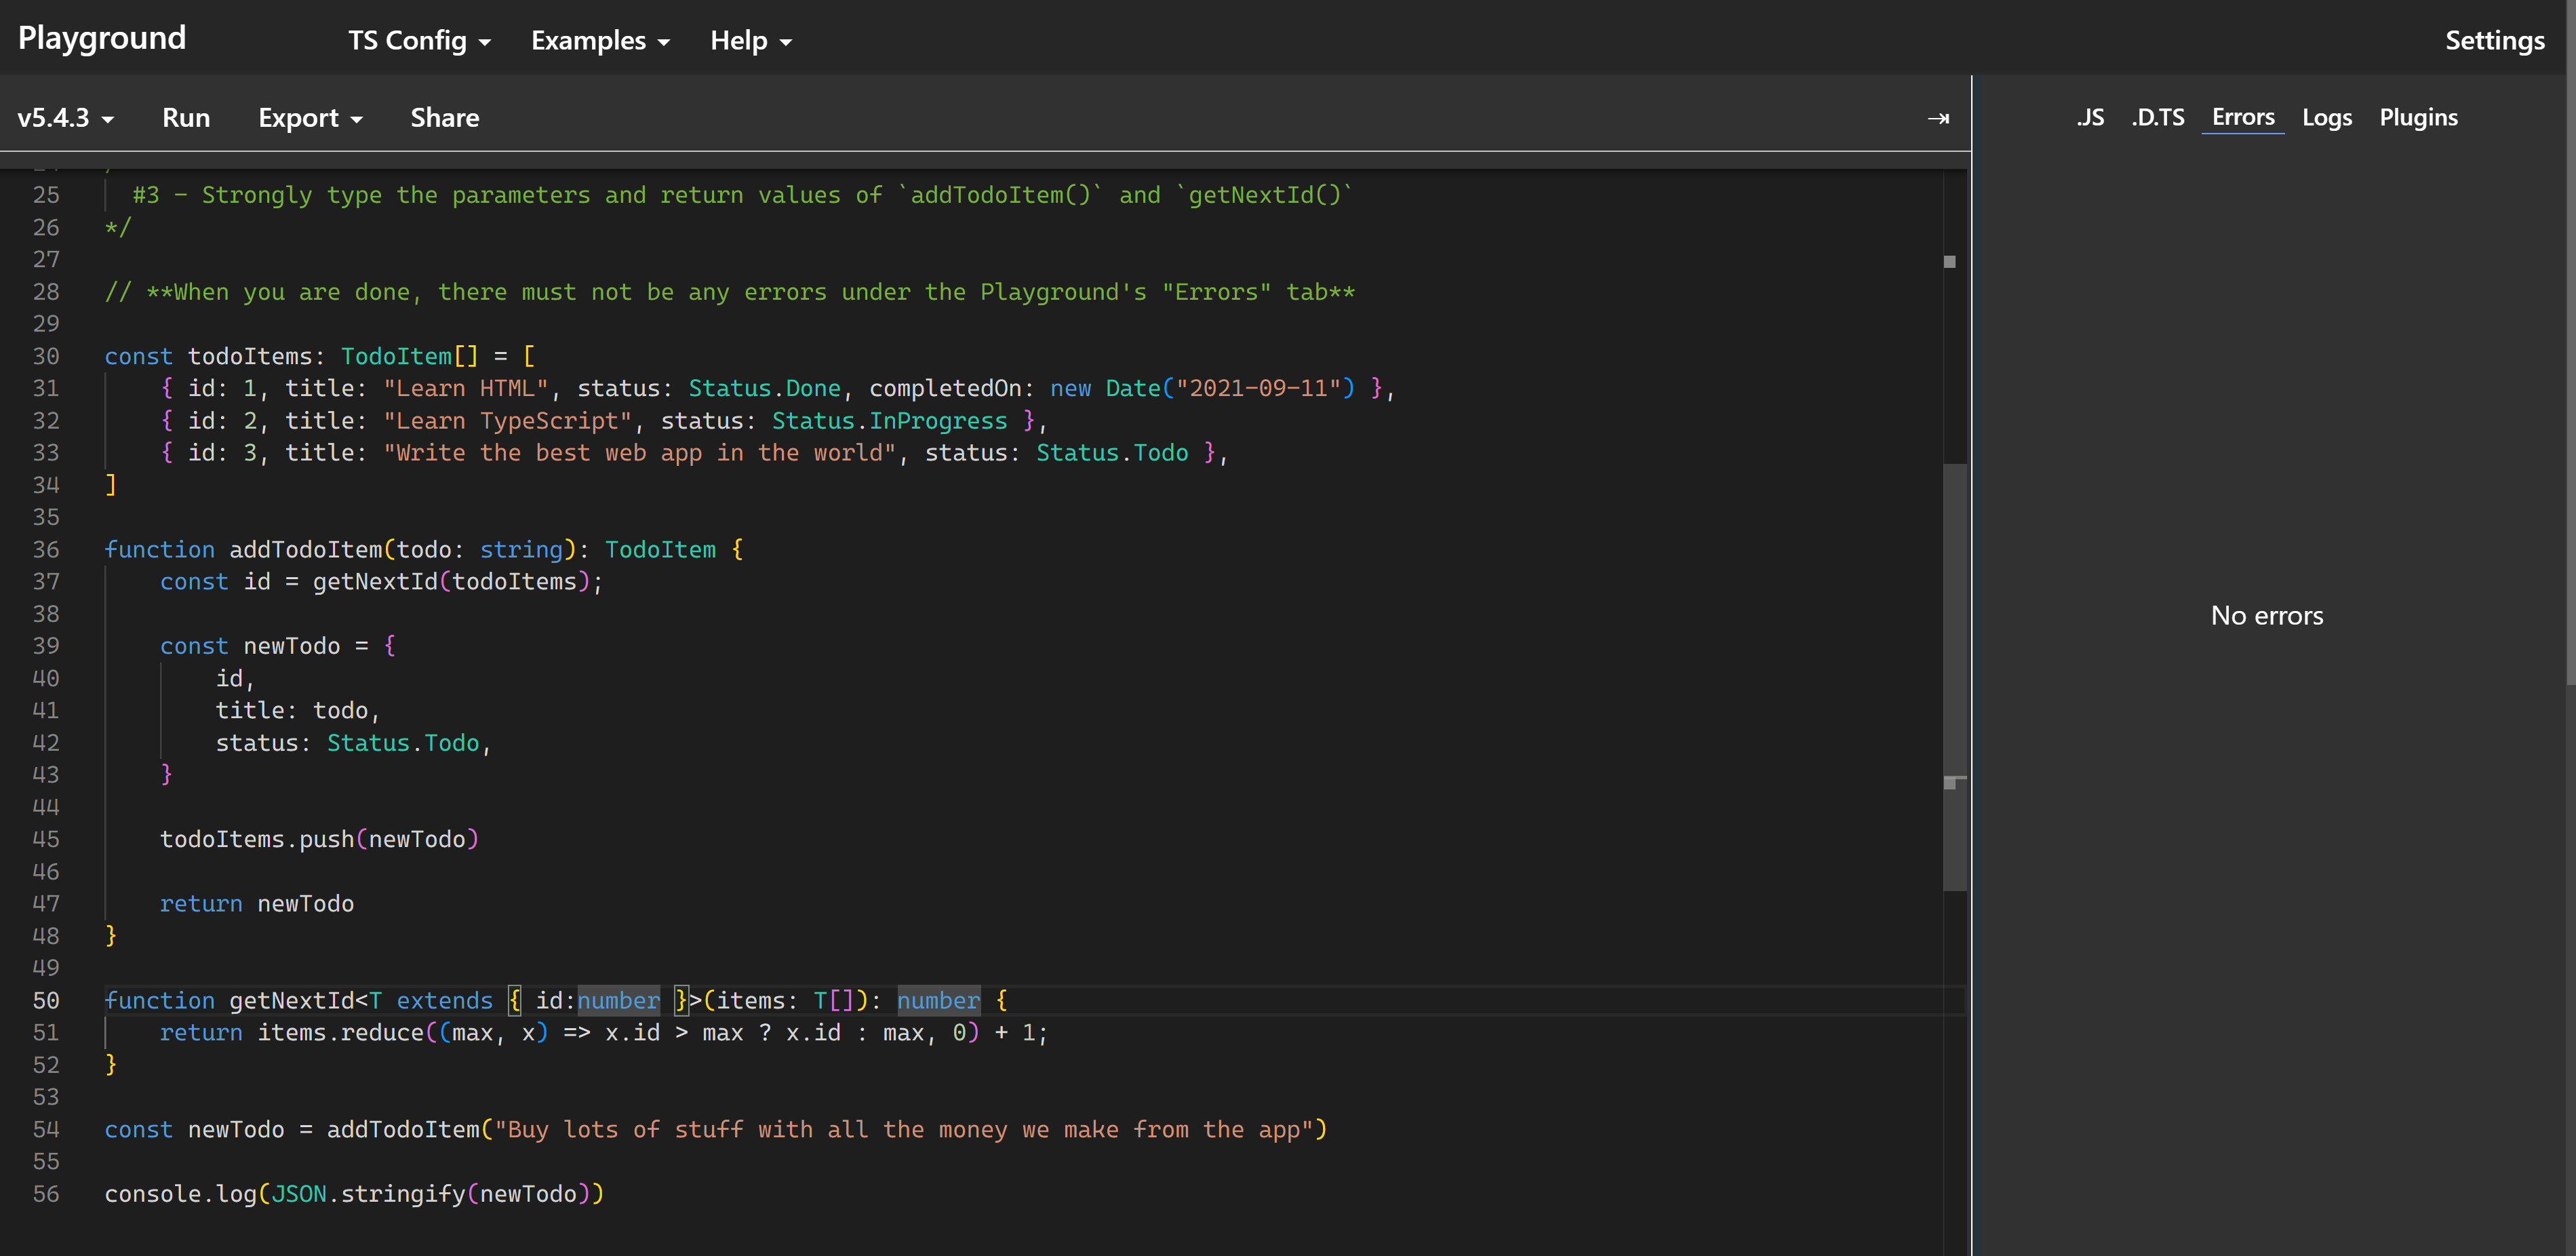 Playground TS Config Examples Help Settings
v5.4.3 Run Export Share ⇥ .JS .D.TS Errors Logs Plugins
25 #3 - Strongly type the parameters and return values of `addTodoItem()` and `getNextId()`
26 */
27
28 // **When you are done, there must not be any errors under the Playground's "Errors" tab**
29
30 const todoItems: TodoItem[] = [
31 { id: 1, title: "Learn HTML", status: Status.Done, completedOn: new Date("2021-09-11") },
32 { id: 2, title: "Learn TypeScript", status: Status.InProgress },
33 { id: 3, title: "Write the best web app in the world", status: Status.Todo },
34 ]
35
36 function addTodoItem(todo: string): TodoItem {
37 const id = getNextId(todoItems);
38
39 const newTodo = {
40 id,
41 title: todo,
42 status: Status.Todo,
43 }
44
45 todoItems.push(newTodo)
46
47 return newTodo
48 }
49
50 function getNextId<T extends { id:number }>(items: T[]): number {
51 return items.reduce((max, x) => x.id > max ? x.id : max, 0) + 1;
52 }
53
54 const newTodo = addTodoItem("Buy lots of stuff with all the money we make from the app")
55
56 console.log(JSON.stringify(newTodo))
No errors